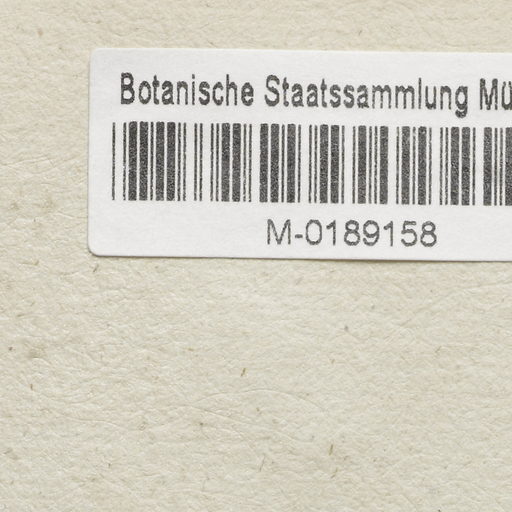 Botanische Staatssammlung Mü
M-0189158